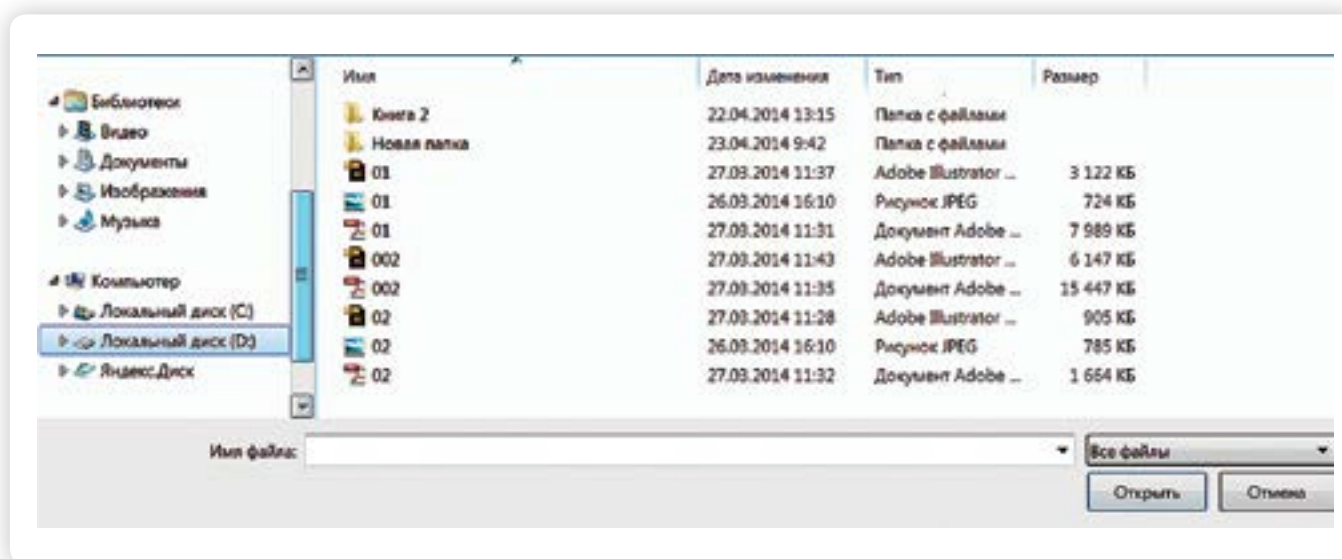 Имя Дата изменения Тип Размер
Библиотеки
Видео
Документы
Изображения
Музыка
Компьютер
Локальный диск (C:)
Локальный диск (D:)
Яндекс.Диск
Книга 2 22.04.2014 13:15 Папка с файлами
Новая папка 23.04.2014 9:42 Папка с файлами
01 27.03.2014 11:37 Adobe Illustrator ... 3 122 КБ
01 26.03.2014 16:10 Рисунок JPEG 724 КБ
01 27.03.2014 11:31 Документ Adobe ... 7 989 КБ
002 27.03.2014 11:43 Adobe Illustrator ... 6 147 КБ
002 27.03.2014 11:35 Документ Adobe ... 15 447 КБ
02 27.03.2014 11:28 Adobe Illustrator ... 905 КБ
02 26.03.2014 16:10 Рисунок JPEG 785 КБ
02 27.03.2014 11:32 Документ Adobe ... 1 664 КБ
Имя файла: Все файлы
Открыть Отмена